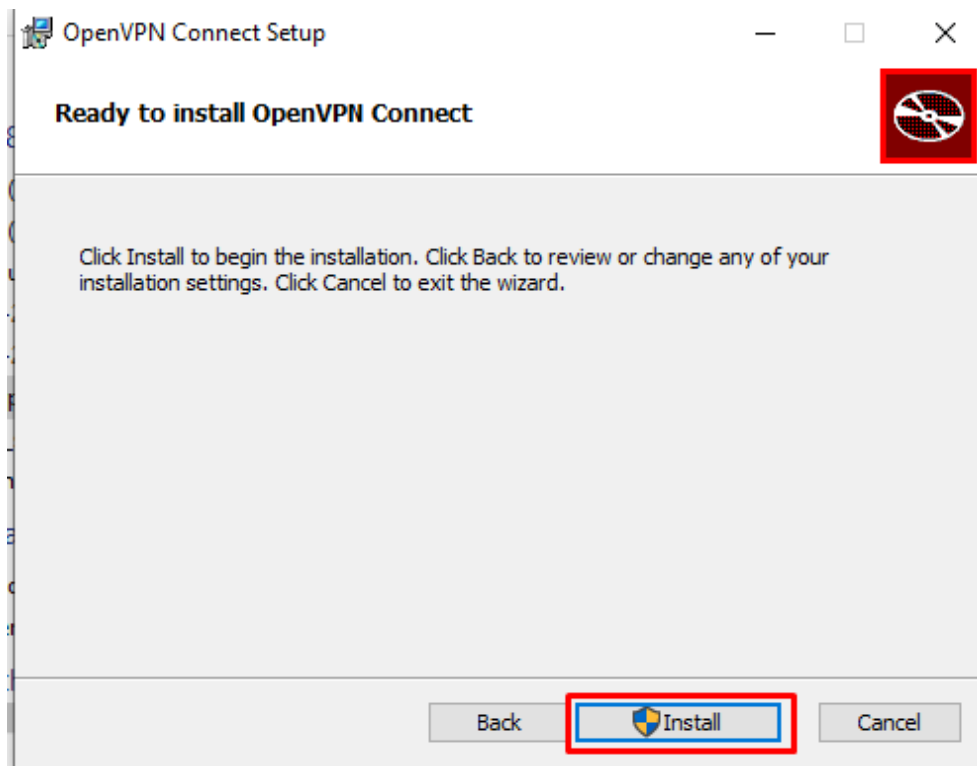 OpenVPN Connect Setup
Ready to install OpenVPN Connect
Click Install to begin the installation. Click Back to review or change any of your
installation settings. Click Cancel to exit the wizard.
Back
Install
Cancel